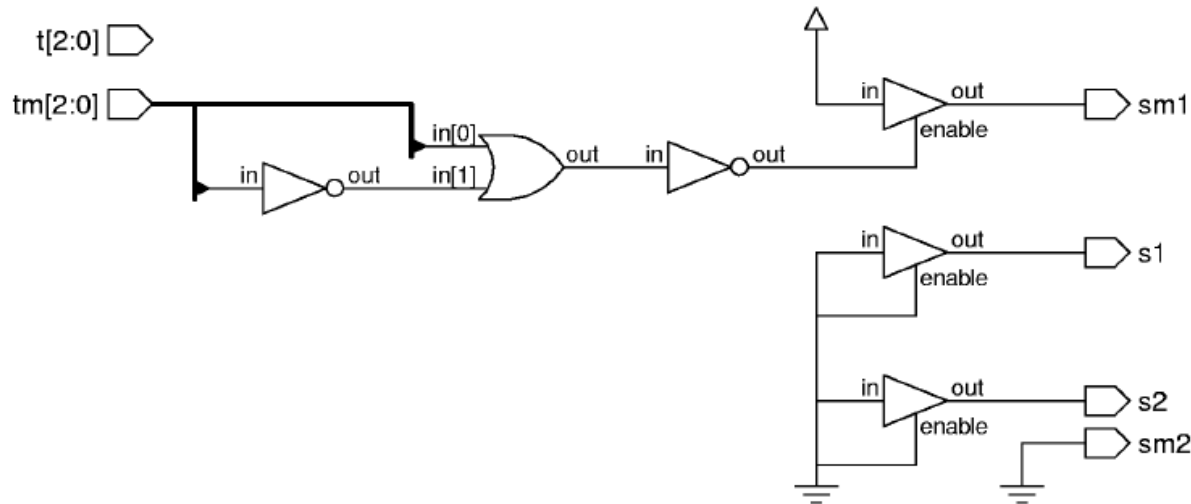 t[2:0]
tm[2:0]
in out sm1
enable
in[0]
in[1] out
in out
in out
in out s1
enable
in out s2
enable
sm2